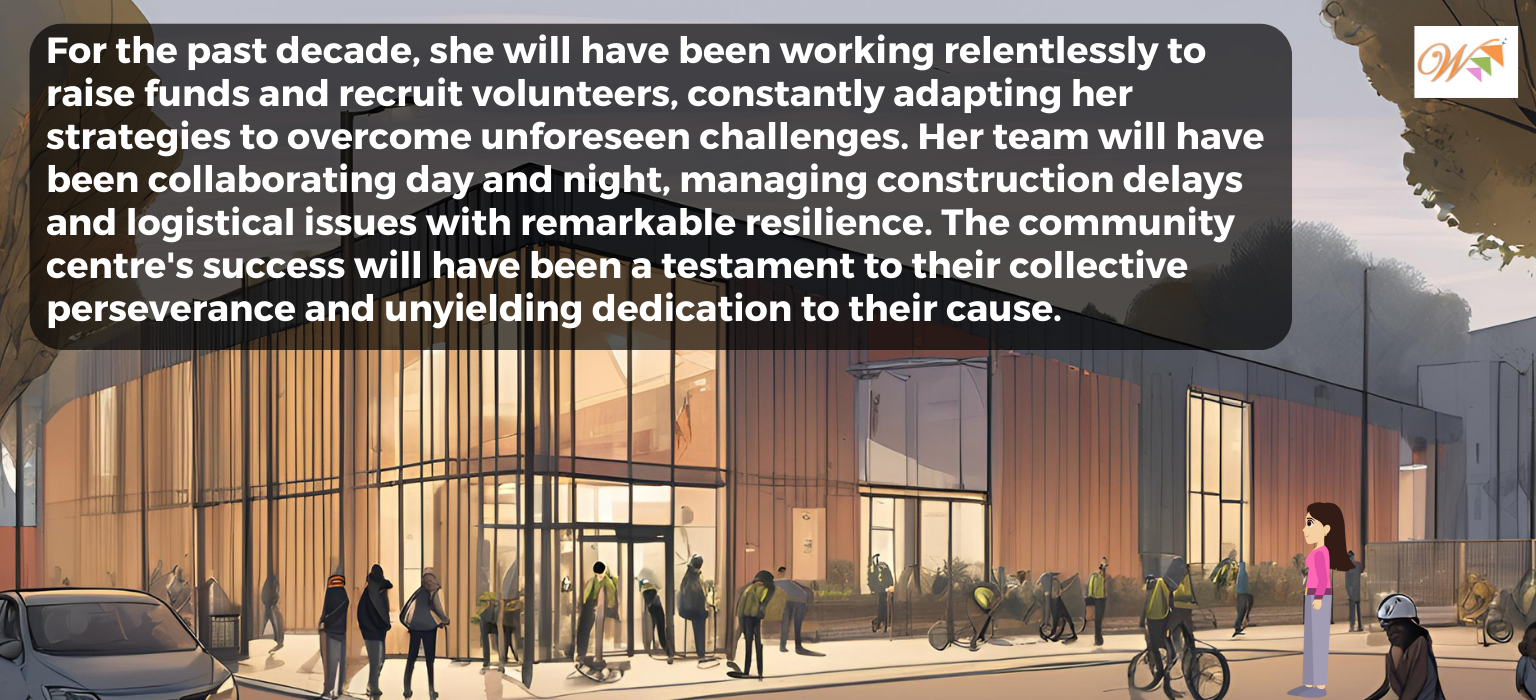 For the past decade, she will have been working relentlessly to
raise funds and recruit volunteers, constantly adapting her
strategies to overcome unforeseen challenges. Her team will have
been collaborating day and night, managing construction delays
and logistical issues with remarkable resilience. The community
centre's success will have been a testament to their collective
perseverance and unyielding dedication to their cause.
W